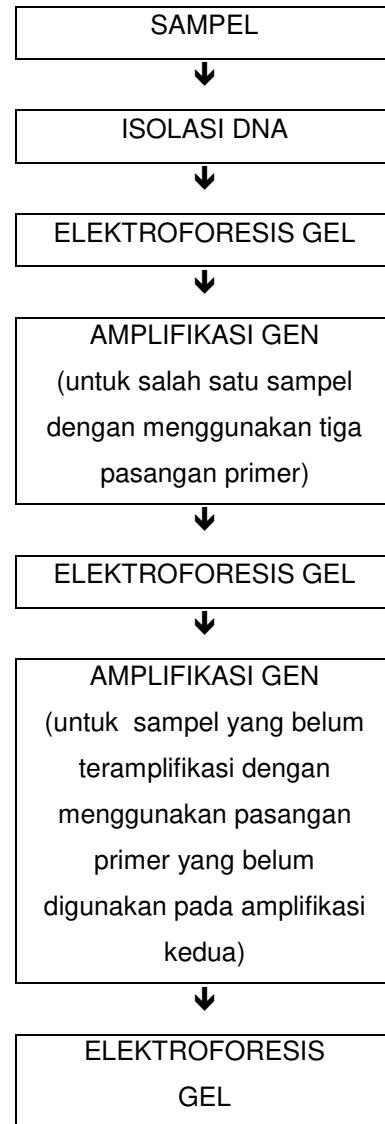 SAMPEL
ISOLASI DNA
ELEKTROFORESIS GEL
AMPLIFIKASI GEN
(untuk salah satu sampel
dengan menggunakan tiga
pasangan primer)
ELEKTROFORESIS GEL
AMPLIFIKASI GEN
(untuk sampel yang belum
teramplifikasi dengan
menggunakan pasangan
primer yang belum
digunakan pada amplifikasi
kedua)
ELEKTROFORESIS
GEL